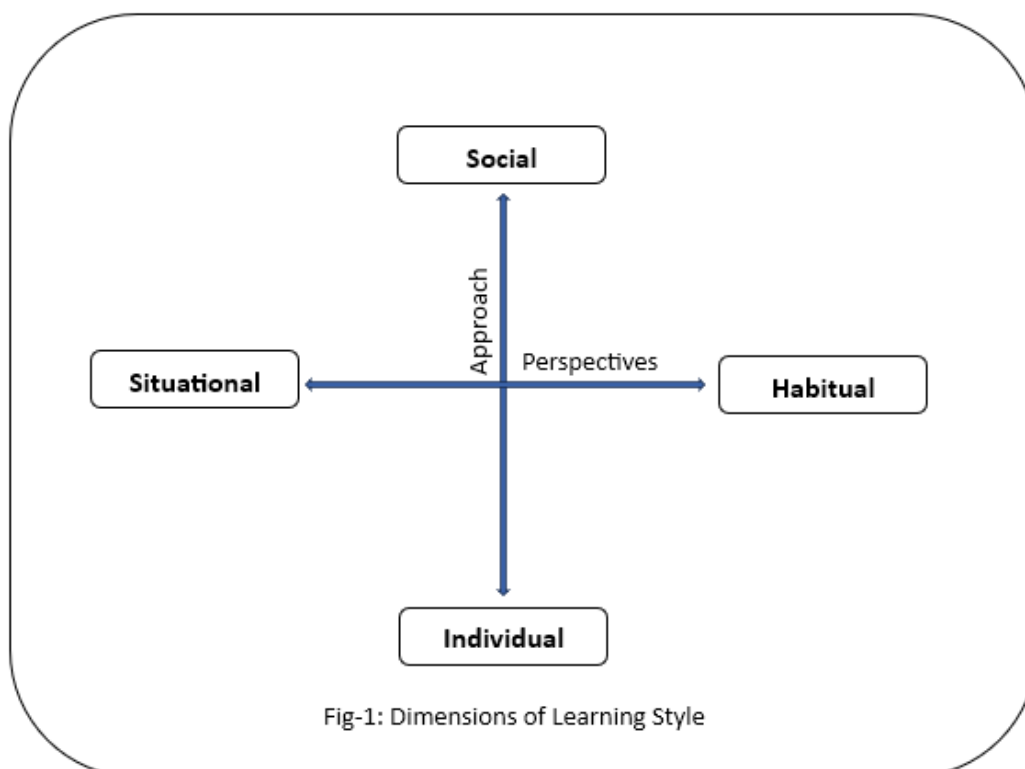 Social
Approach
Perspectives
Situational
Habitual
Individual
Fig-1: Dimensions of Learning Style